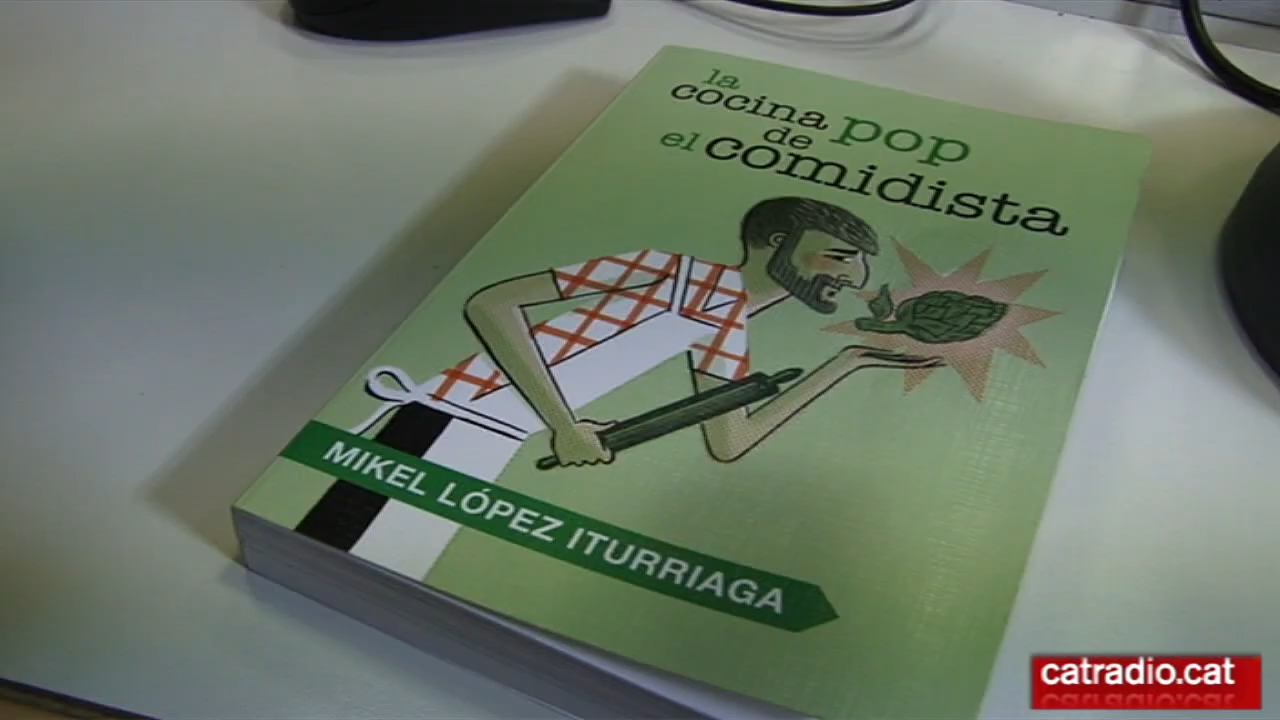 la
cocina pop
de
el comidista
MIKEL LÓPEZ ITURRIAGA
catradio.cat